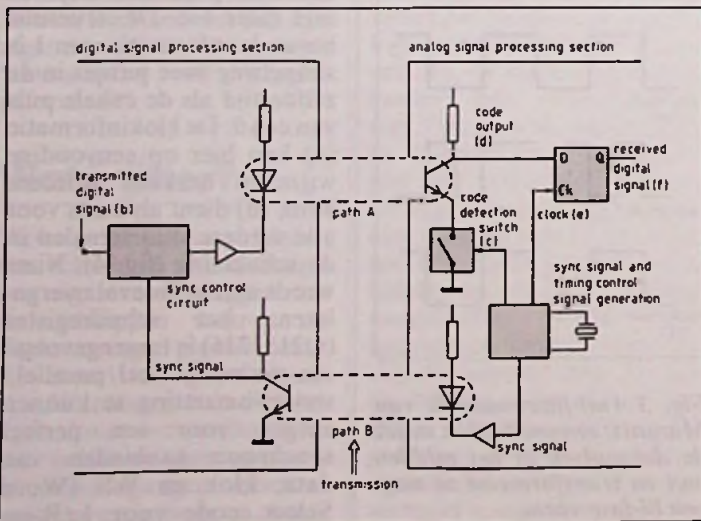 digital signal processing section
analog signal processing section
transmitted
digital
signal (b)
sync control
circuit
sync signal
path A
code
output
(d)
code
detection
switch
(c)
D Q
Ck
received
digital
signal (f)
clock (e)
sync signal and
timing control
signal generation
path B
sync signal
transmission